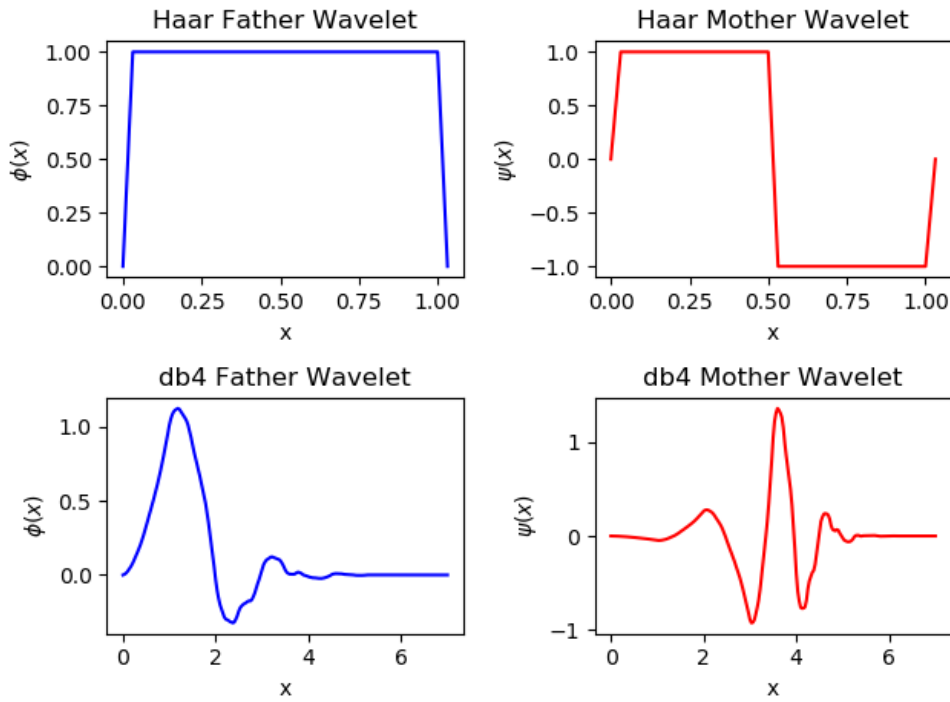 Haar Father Wavelet
1.00
0.75
0.50
0.25
0.00
ϕ(x)
0.00 0.25 0.50 0.75 1.00
x
Haar Mother Wavelet
1.0
0.5
0.0
−0.5
−1.0
ψ(x)
0.00 0.25 0.50 0.75 1.00
x
db4 Father Wavelet
1.0
0.5
0.0
ϕ(x)
0 2 4 6
x
db4 Mother Wavelet
1
0
−1
ψ(x)
0 2 4 6
x